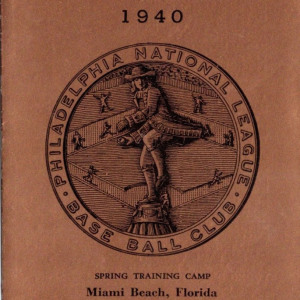 1940
PHILADELPHIA NATIONAL LEAGUE
BASE BALL CLUB
SPRING TRAINING CAMP
Miami Beach, Florida